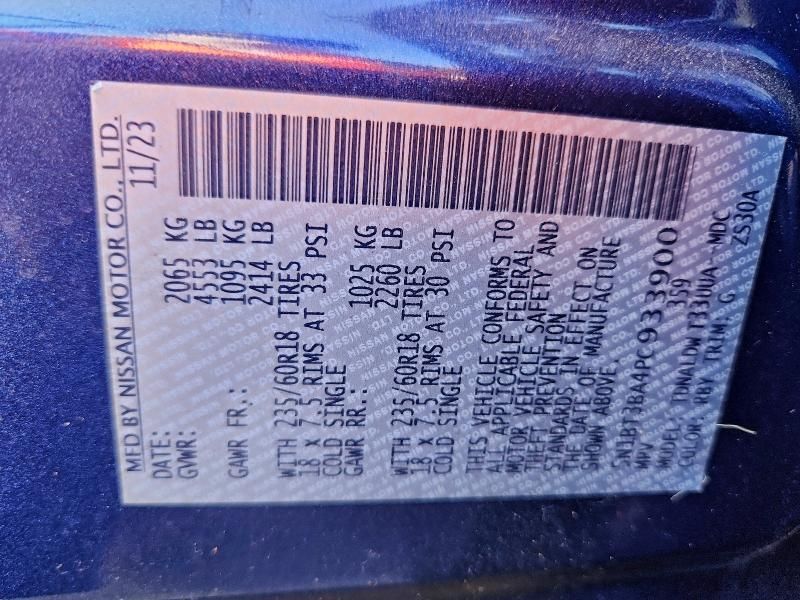 MFD BY NISSAN MOTOR CO., LTD.
DATE: 11/23
GVWR: 2065 KG
4553 LB
GAWR FR.: 1095 KG
2414 LB
WITH 235/60R18 TIRES
18 x 7.5 RIMS AT 33 PSI
COLD SINGLE
GAWR RR.: 1025 KG
2260 LB
WITH 235/60R18 TIRES
18 x 7.5 RIMS AT 30 PSI
COLD SINGLE
THIS VEHICLE CONFORMS TO
ALL APPLICABLE FEDERAL
MOTOR VEHICLE SAFETY AND
THEFT PREVENTION
STANDARDS IN EFFECT ON
THE DATE OF MANUFACTURE
SHOWN ABOVE.
5N1BT3BA4PC933900
MPV 359
MODEL: TDNALDWT33UUA--MDC
COLOR: RBY TRIM: G ZS30A